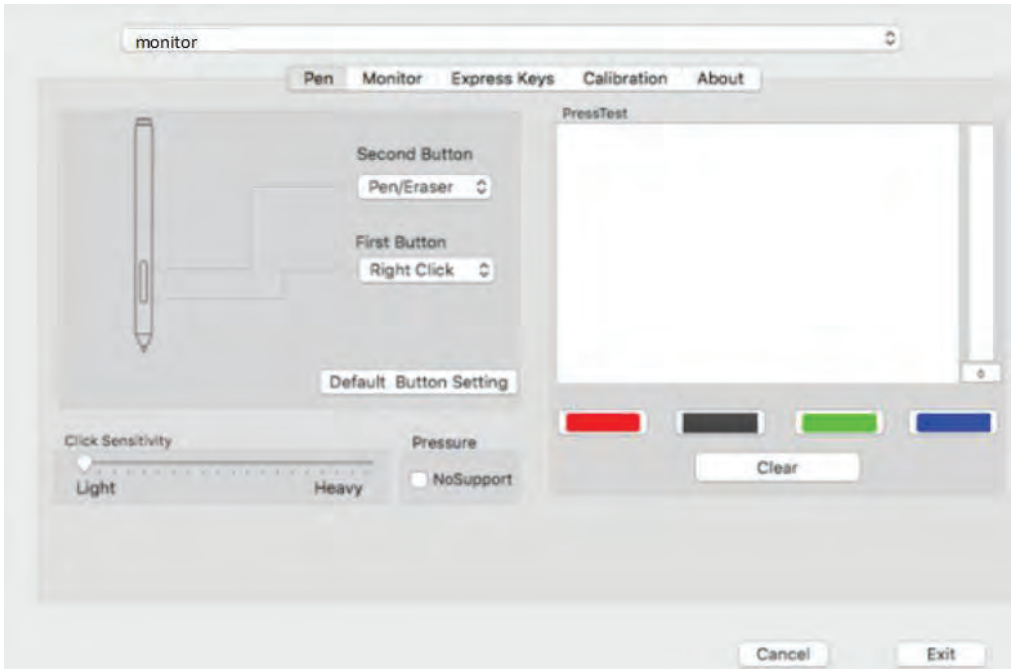 monitor
Pen Monitor Express Keys Calibration About
Second Button
Pen/Eraser
First Button
Right Click
Default Button Setting
Click Sensitivity
Light Heavy
Pressure
NoSupport
PressTest
0
Clear
Cancel Exit